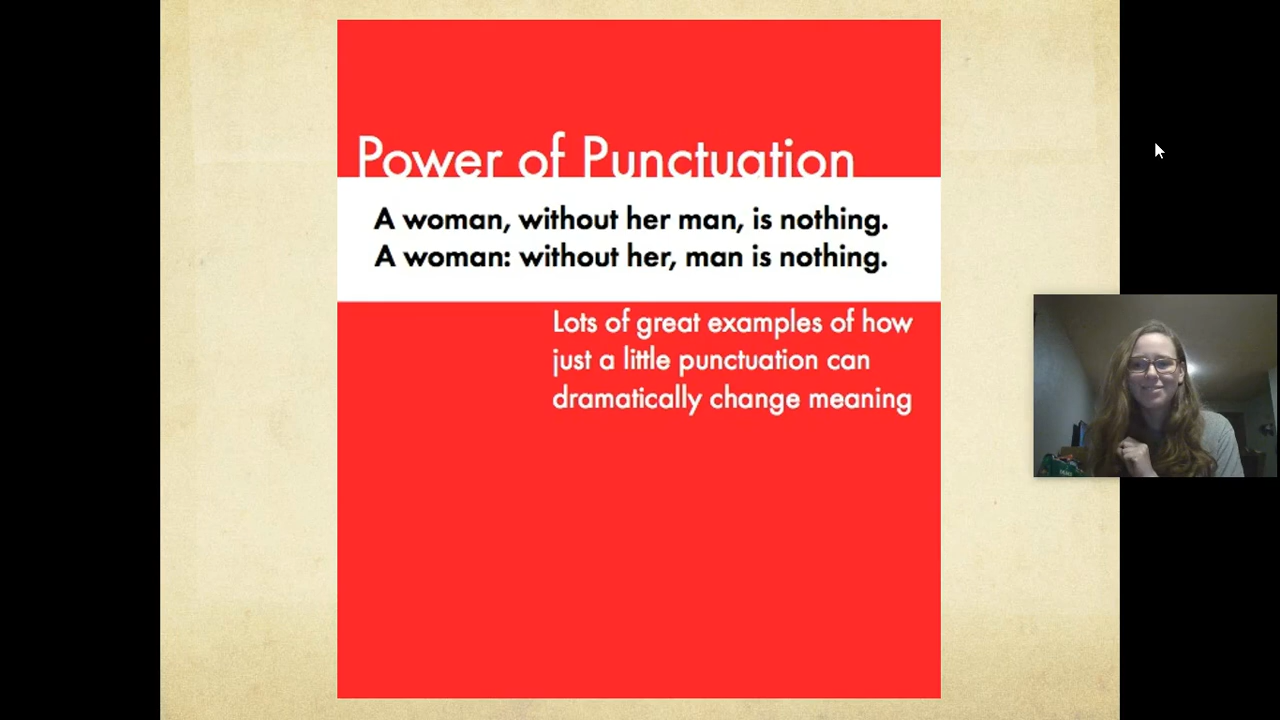 Power of Punctuation
A woman, without her man, is nothing.
A woman: without her, man is nothing.
Lots of great examples of how
just a little punctuation can
dramatically change meaning